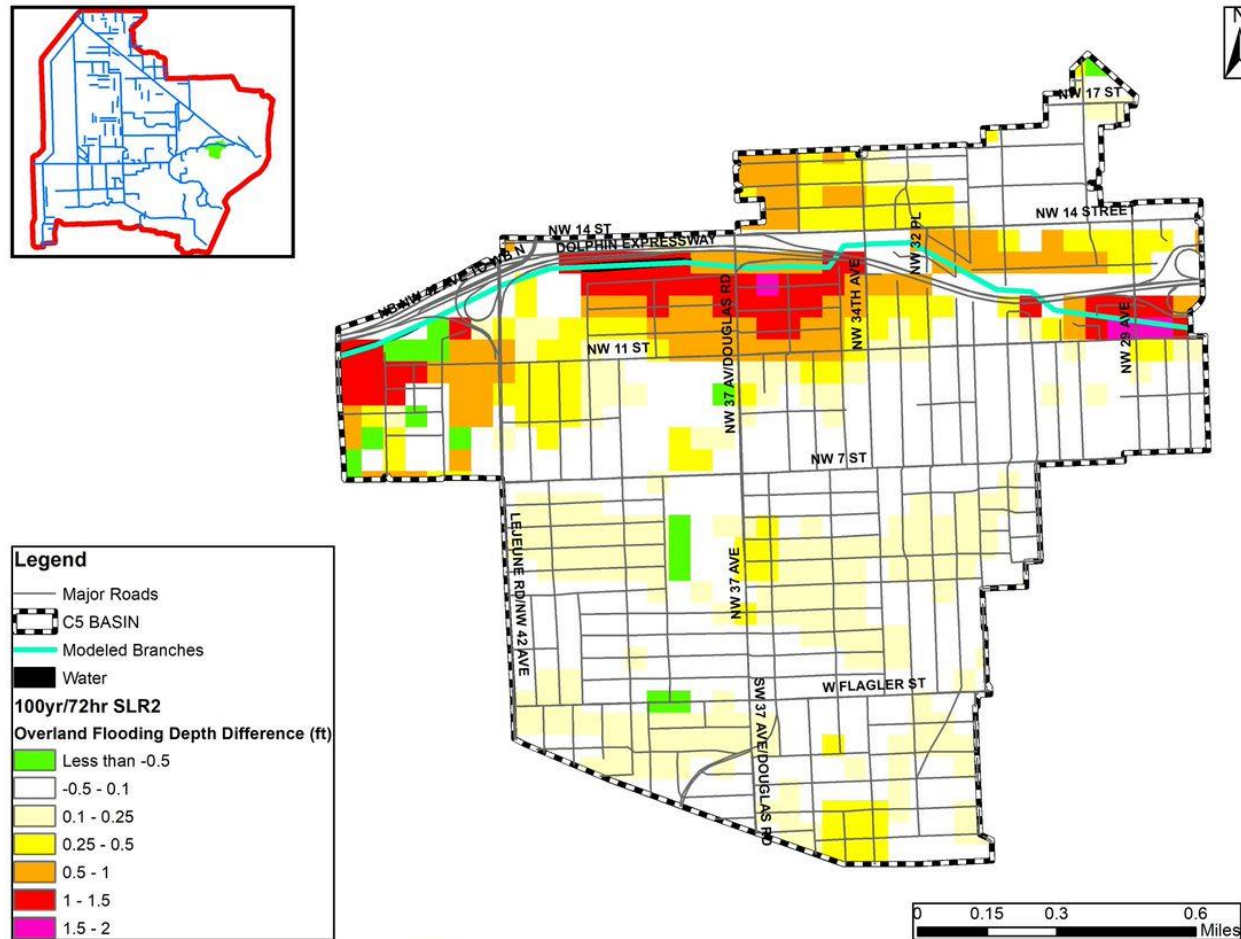 N
NW 17 ST
NW 14 STREET
NW 14 ST
DOLPHIN EXPRESSWAY
NW 32 PL
NW 37 AV/DOUGLAS RD
NW 34TH AVE
NW 29 AVE
NW 11 ST
NW 7 ST
LEJEUNE RD/NW 42 AVE
NW 37 AVE
W FLAGLER ST
SW 37 AVE/DOUGLAS RD
Legend
Major Roads
C5 BASIN
Modeled Branches
Water
100yr/72hr SLR2
Overland Flooding Depth Difference (ft)
Less than -0.5
-0.5 - 0.1
0.1 - 0.25
0.25 - 0.5
0.5 - 1
1 - 1.5
1.5 - 2
0 0.15 0.3 0.6
Miles